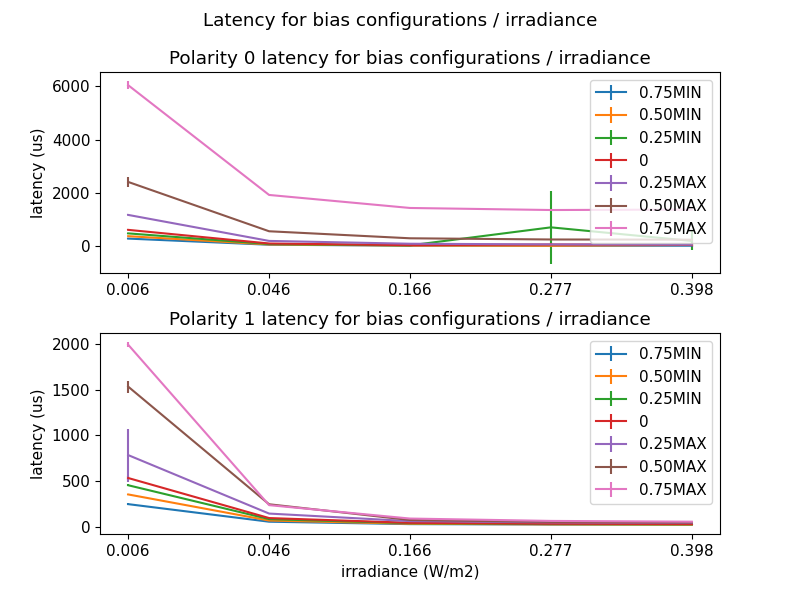 Latency for bias configurations / irradiance
Polarity 0 latency for bias configurations / irradiance
latency (us)
6000
4000
2000
0
0.006 0.046 0.166 0.277 0.398
0.75MIN
0.50MIN
0.25MIN
0
0.25MAX
0.50MAX
0.75MAX
Polarity 1 latency for bias configurations / irradiance
latency (us)
2000
1500
1000
500
0
0.006 0.046 0.166 0.277 0.398
0.75MIN
0.50MIN
0.25MIN
0
0.25MAX
0.50MAX
0.75MAX
irradiance (W/m2)